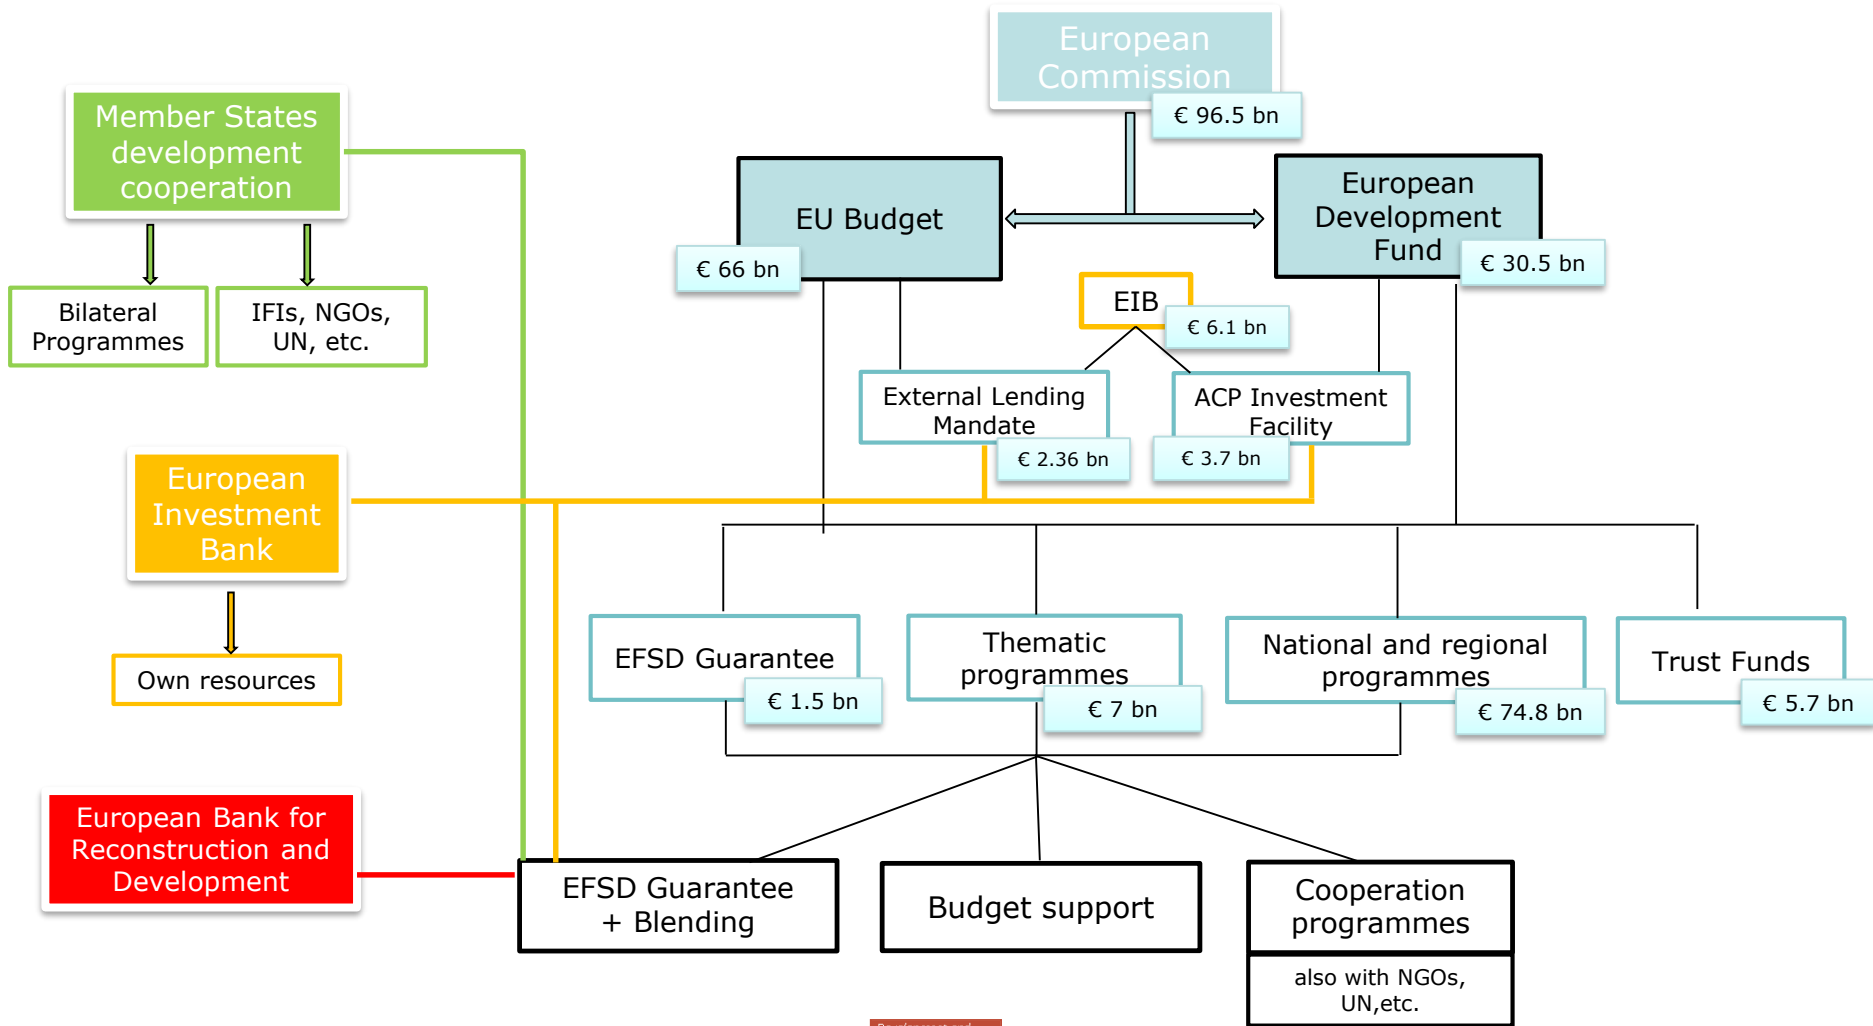 European
Commission
€ 96.5 bn
Member States
development
cooperation
EU Budget
€ 66 bn
European
Development
Fund
€ 30.5 bn
Bilateral
Programmes
IFIs, NGOs,
UN, etc.
EIB
€ 6.1 bn
External Lending
Mandate
€ 2.36 bn
ACP Investment
Facility
€ 3.7 bn
European
Investment
Bank
Own resources
EFSD Guarantee
€ 1.5 bn
Thematic
programmes
€ 7 bn
National and regional
programmes
€ 74.8 bn
Trust Funds
€ 5.7 bn
European Bank for
Reconstruction and
Development
EFSD Guarantee
+ Blending
Budget support
Cooperation
programmes
also with NGOs,
UN,etc.